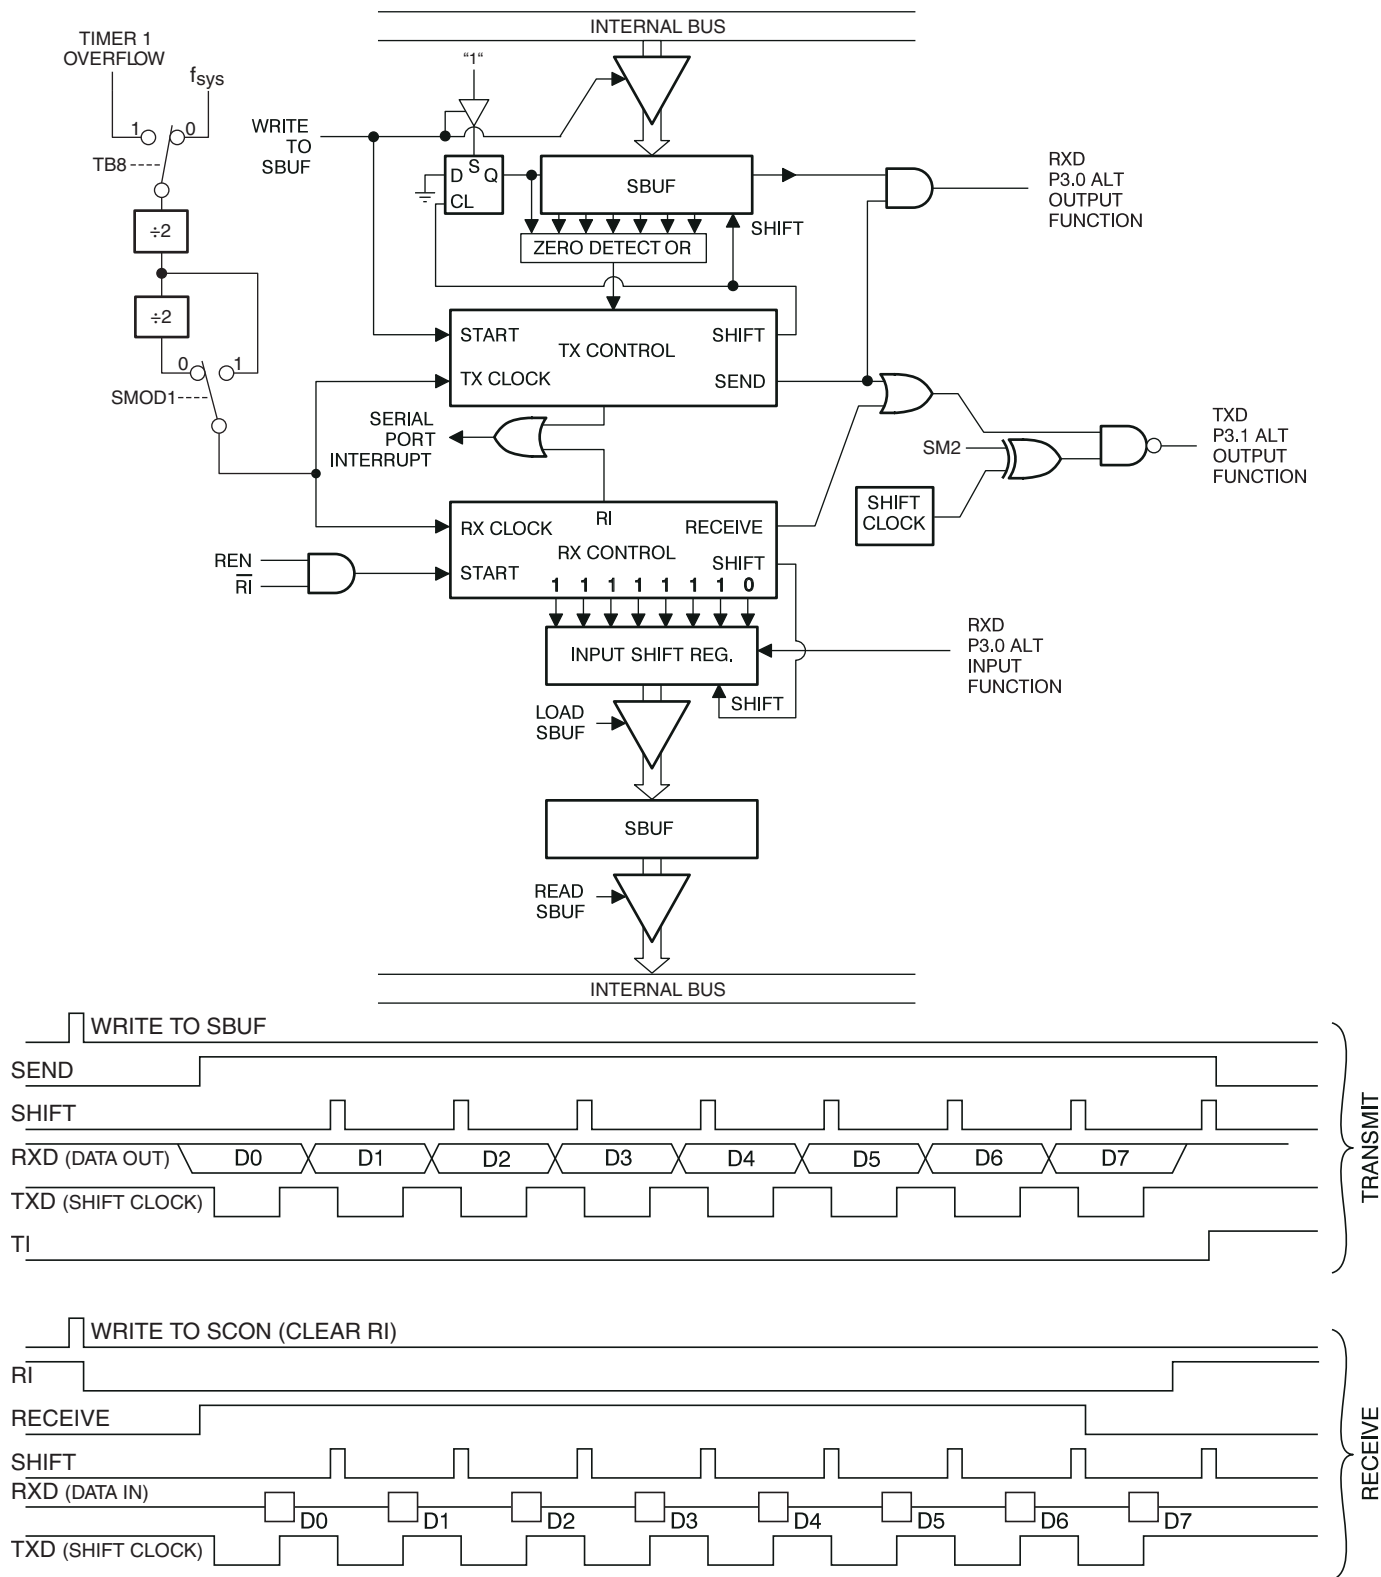 INTERNAL BUS
TIMER 1
OVERFLOW
fsys
"1"
1
0
TB8
÷2
÷2
0
1
SMOD1
WRITE
TO
SBUF
D
S
Q
CL
SBUF
SHIFT
ZERO DETECT OR
RXD
P3.0 ALT
OUTPUT
FUNCTION
START
SHIFT
TX CONTROL
TX CLOCK
SEND
SERIAL
PORT
INTERRUPT
SM2
SHIFT
CLOCK
TXD
P3.1 ALT
OUTPUT
FUNCTION
RX CLOCK
RI
RECEIVE
RX CONTROL
SHIFT
START
1 1 1 1 1 1 1 0
REN
RI
INPUT SHIFT REG.
RXD
P3.0 ALT
INPUT
FUNCTION
SHIFT
LOAD
SBUF
SBUF
READ
SBUF
INTERNAL BUS
WRITE TO SBUF
SEND
SHIFT
RXD (DATA OUT)
D0 D1 D2 D3 D4 D5 D6 D7
TXD (SHIFT CLOCK)
TI
TRANSMIT
WRITE TO SCON (CLEAR RI)
RI
RECEIVE
SHIFT
RXD (DATA IN)
D0 D1 D2 D3 D4 D5 D6 D7
TXD (SHIFT CLOCK)
RECEIVE